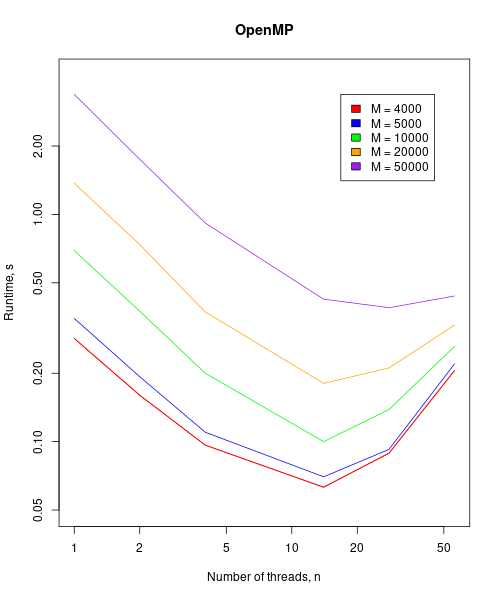 OpenMP
M = 4000
M = 5000
M = 10000
M = 20000
M = 50000
Runtime, s
2.00
1.00
0.50
0.20
0.10
0.05
1 2 5 10 20 50
Number of threads, n